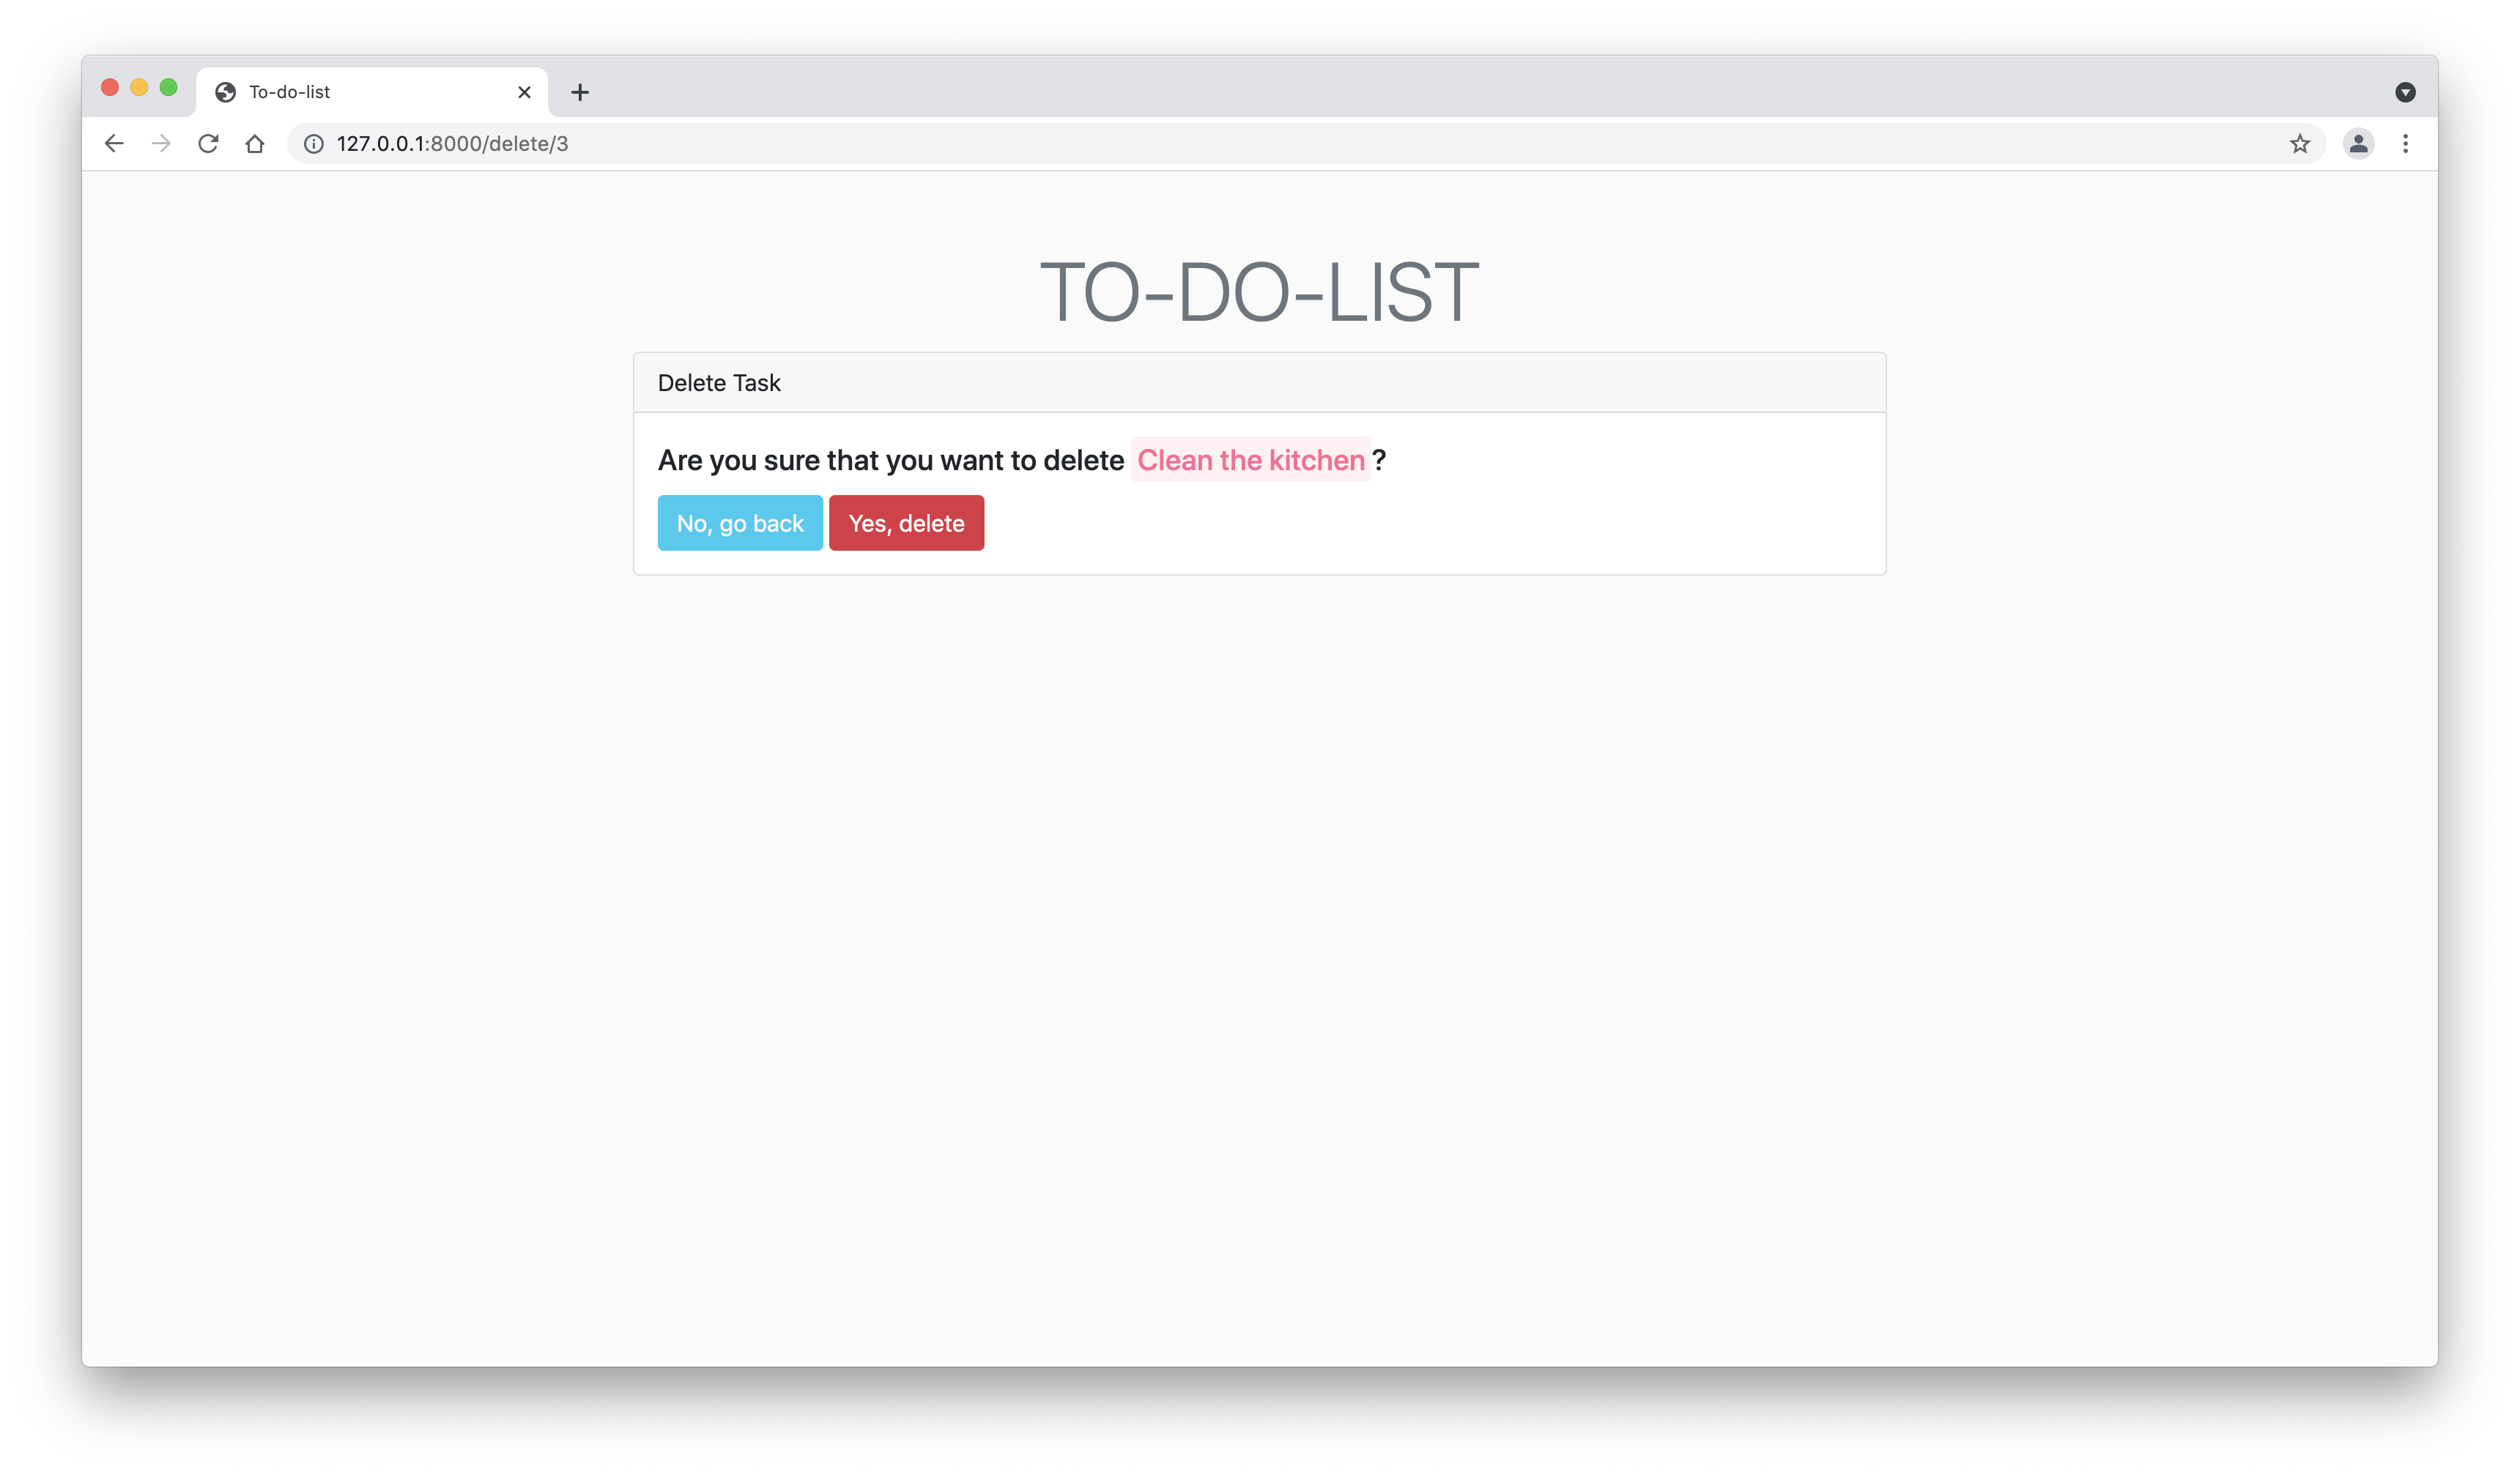 To-do-list
127.0.0.1:8000/delete/3
TO-DO-LIST
Delete Task
Are you sure that you want to delete Clean the kitchen ?
No, go back Yes, delete